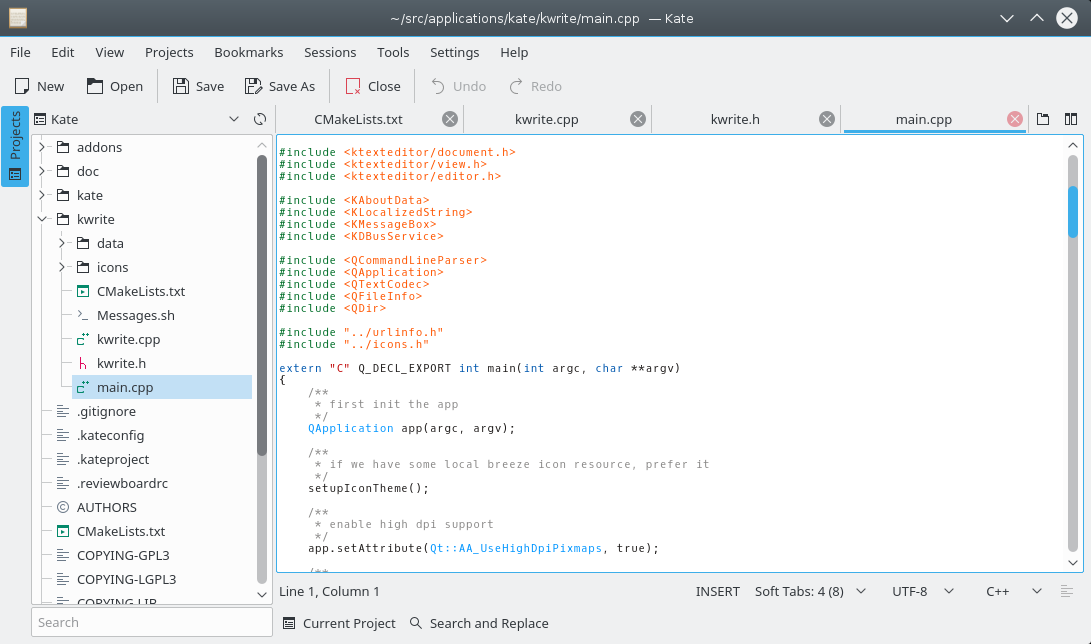 ~/src/applications/kate/kwrite/main.cpp — Kate
File Edit View Projects Bookmarks Sessions Tools Settings Help
New Open Save Save As Close Undo Redo
Projects
Kate
addons
doc
kate
kwrite
data
icons
CMakeLists.txt
Messages.sh
kwrite.cpp
kwrite.h
main.cpp
.gitignore
.kateconfig
.kateproject
.reviewboardrc
AUTHORS
CMakeLists.txt
COPYING-GPL3
COPYING-LGPL3
COPYING.LIB
Search
CMakeLists.txt kwrite.cpp kwrite.h main.cpp
#include <ktexteditor/document.h>
#include <ktexteditor/view.h>
#include <ktexteditor/editor.h>
#include <KAboutData>
#include <KLocalizedString>
#include <KMessageBox>
#include <KDBusService>
#include <QCommandLineParser>
#include <QApplication>
#include <QTextCodec>
#include <QFileInfo>
#include <QDir>
#include "../urlinfo.h"
#include "../icons.h"
extern "C" Q_DECL_EXPORT int main(int argc, char **argv)
{
/**
* first init the app
*/
QApplication app(argc, argv);
/**
* if we have some local breeze icon resource, prefer it
*/
setupIconTheme();
/**
* enable high dpi support
*/
app.setAttribute(Qt::AA_UseHighDpiPixmaps, true);
/**
Line 1, Column 1 INSERT Soft Tabs: 4 (8) UTF-8 C++
Current Project Search and Replace